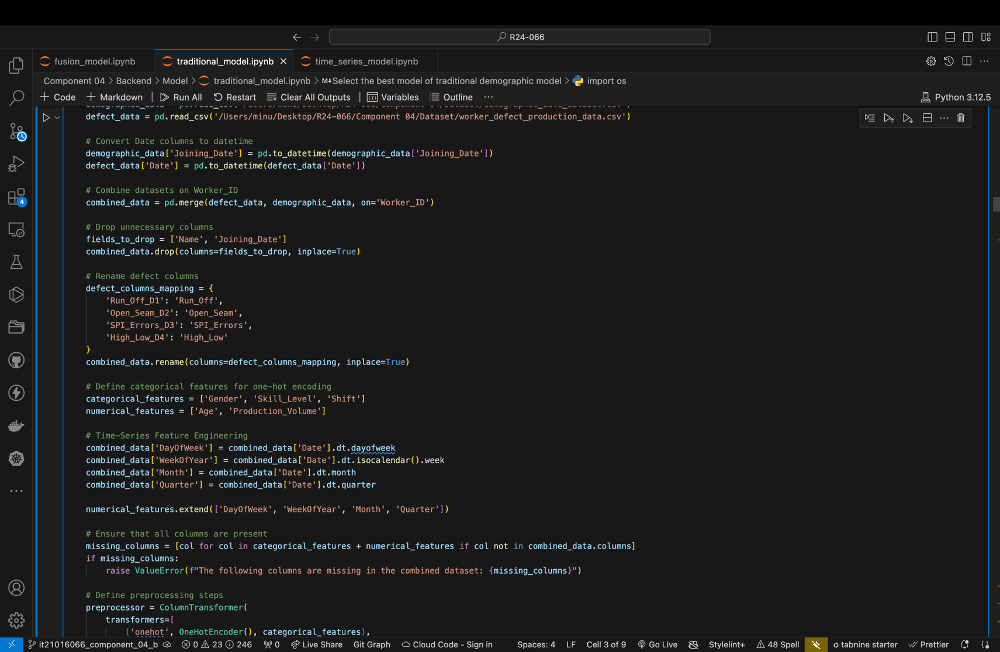 R24-066
fusion_model.ipynb
traditional_model.ipynb
time_series_model.ipynb
Component 04 > Backend > Model > traditional_model.ipynb > M↓Select the best model of traditional demographic model > import os
+ Code + Markdown | Run All Restart Clear All Outputs | Variables Outline ...
Python 3.12.5
defect_data = pd.read_csv('/Users/minu/Desktop/R24-066/Component 04/Dataset/worker_defect_production_data.csv')
# Convert Date columns to datetime
demographic_data['Joining_Date'] = pd.to_datetime(demographic_data['Joining_Date'])
defect_data['Date'] = pd.to_datetime(defect_data['Date'])
# Combine datasets on Worker_ID
combined_data = pd.merge(defect_data, demographic_data, on='Worker_ID')
# Drop unnecessary columns
fields_to_drop = ['Name', 'Joining_Date']
combined_data.drop(columns=fields_to_drop, inplace=True)
# Rename defect columns
defect_columns_mapping = {
'Run_Off_D1': 'Run_Off',
'Open_Seam_D2': 'Open_Seam',
'SPI_Errors_D3': 'SPI_Errors',
'High_Low_D4': 'High_Low'
}
combined_data.rename(columns=defect_columns_mapping, inplace=True)
# Define categorical features for one-hot encoding
categorical_features = ['Gender', 'Skill_Level', 'Shift']
numerical_features = ['Age', 'Production_Volume']
# Time-Series Feature Engineering
combined_data['DayOfWeek'] = combined_data['Date'].dt.dayofweek
combined_data['WeekOfYear'] = combined_data['Date'].dt.isocalendar().week
combined_data['Month'] = combined_data['Date'].dt.month
combined_data['Quarter'] = combined_data['Date'].dt.quarter
numerical_features.extend(['DayOfWeek', 'WeekOfYear', 'Month', 'Quarter'])
# Ensure that all columns are present
missing_columns = [col for col in categorical_features + numerical_features if col not in combined_data.columns]
if missing_columns:
raise ValueError(f"The following columns are missing in the combined dataset: {missing_columns}")
# Define preprocessing steps
preprocessor = ColumnTransformer(
transformers=[
('onehot', OneHotEncoder(), categorical_features),
4
it21016066_component_04_b 0 23 246 0 Live Share Git Graph Cloud Code - Sign in Spaces: 4 LF Cell 3 of 9 Go Live Stylelint+ 48 Spell tabnine starter Prettier